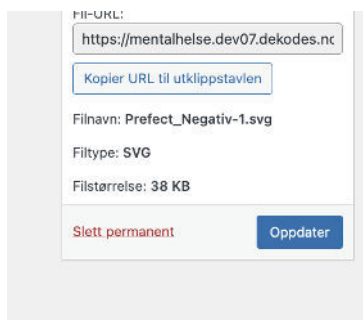 Fil-URL:
https://mentalhelse.dev07.dekodes.nc
Kopier URL til utklippstavlen
Filnavn: Prefect_Negativ-1.svg
Filtype: SVG
Filstørrelse: 38 KB
Slett permanent
Oppdater